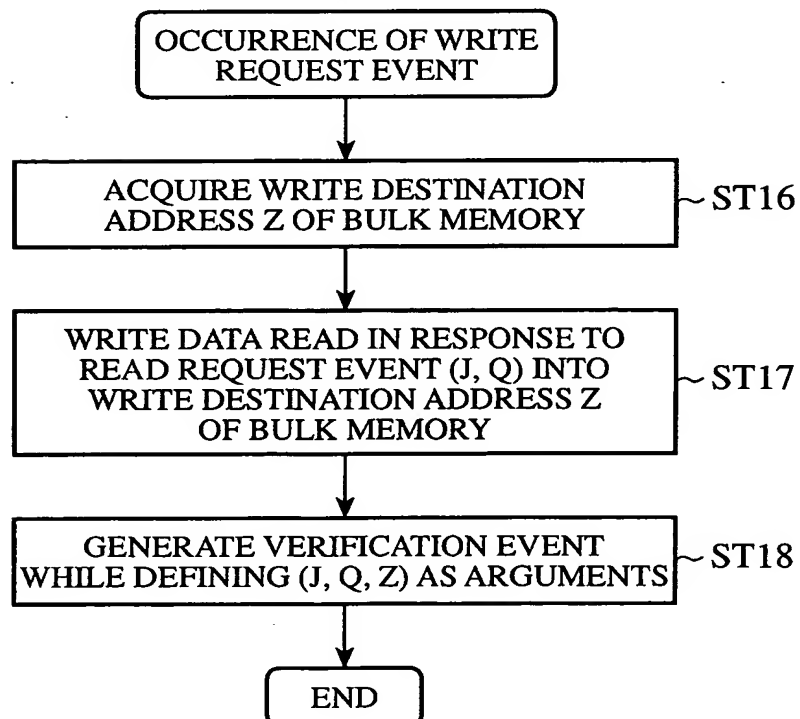 OCCURRENCE OF WRITE
REQUEST EVENT
ACQUIRE WRITE DESTINATION
ADDRESS Z OF BULK MEMORY
~ST16
WRITE DATA READ IN RESPONSE TO
READ REQUEST EVENT (J, Q) INTO
WRITE DESTINATION ADDRESS Z
OF BULK MEMORY
~ST17
GENERATE VERIFICATION EVENT
WHILE DEFINING (J, Q, Z) AS ARGUMENTS
~ST18
END